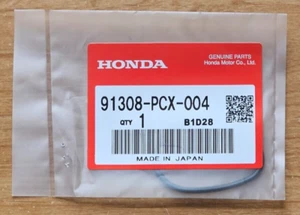 HONDA
GENUINE PARTS
Honda Motor Co., Ltd.
91308-PCX-004
QTY 1 B1D28
MADE IN JAPAN